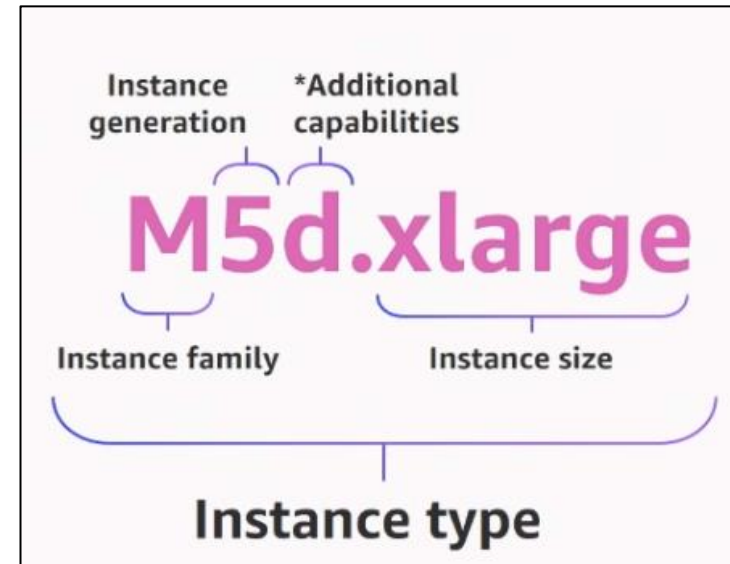 Instance *Additional
generation capabilities
M5d.xlarge
Instance family Instance size
Instance type